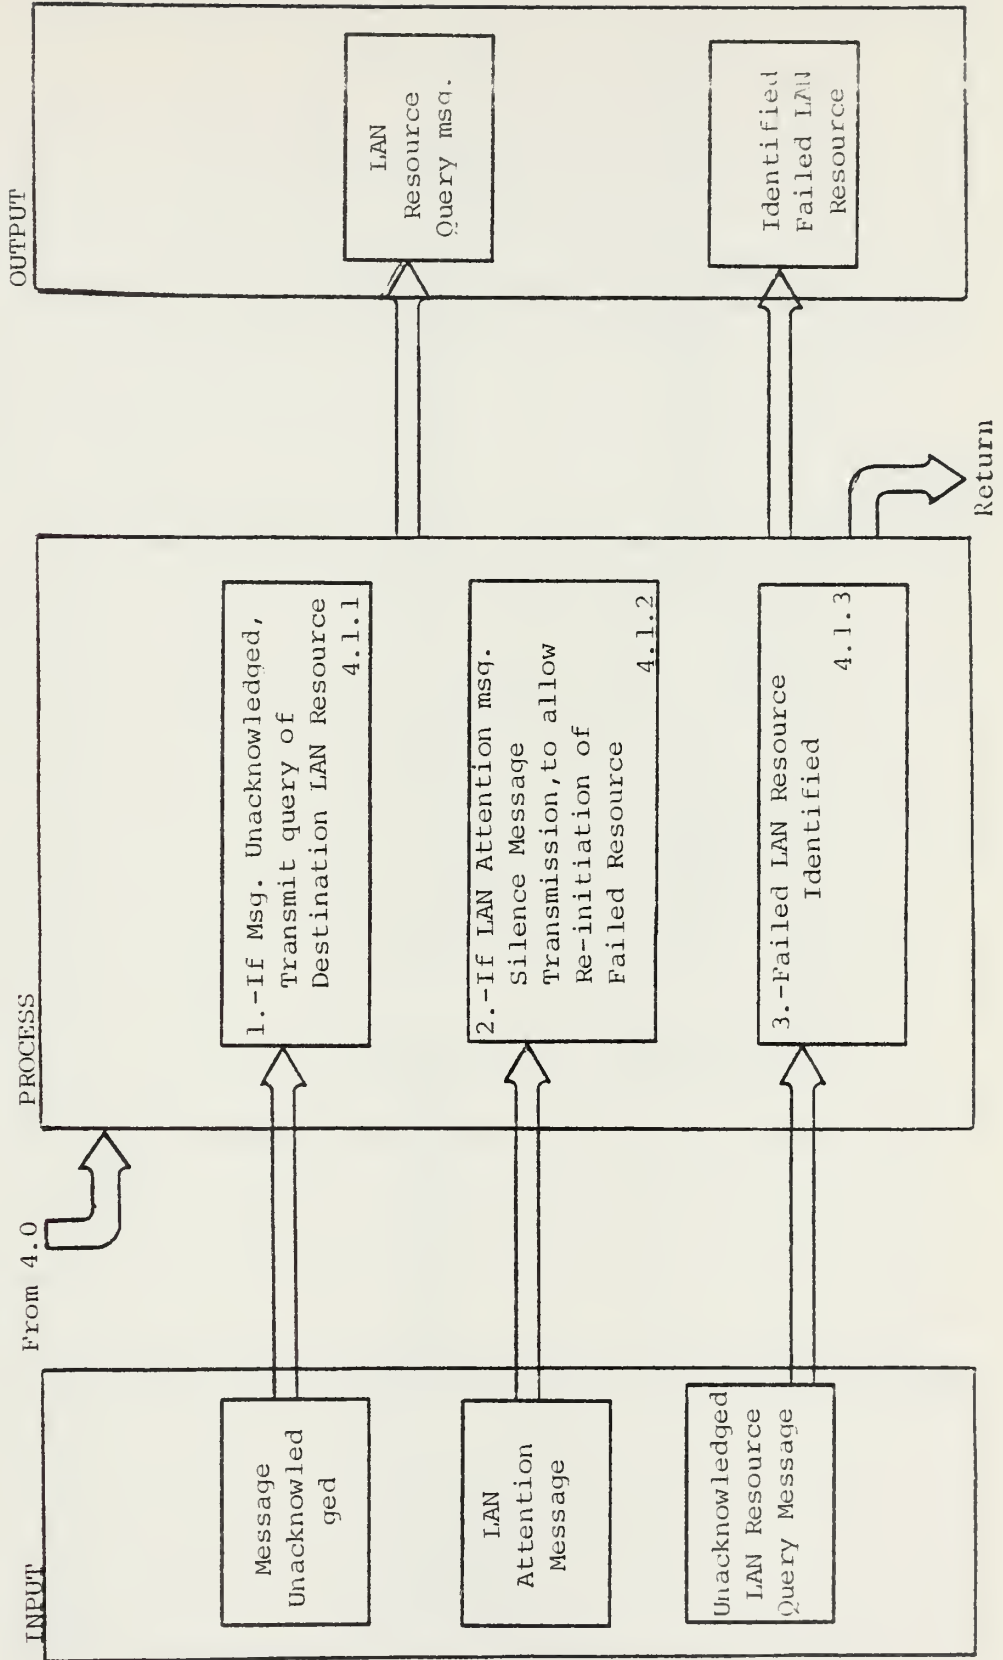 INPUT
From 4.0
PROCESS
OUTPUT
Message
Unacknowled
ged
LAN
Attention
Message
Unacknowledged
LAN Resource
Query Message
1.-If Msg. Unacknowledged,
Transmit query of
Destination LAN Resource
4.1.1
2.-If LAN Attention msg.
Silence Message
Transmission,to allow
Re-initiation of
Failed Resource
4.1.2
3.-Failed LAN Resource
Identified
4.1.3
LAN
Resource
Query msg.
Identified
Failed LAN
Resource
Return